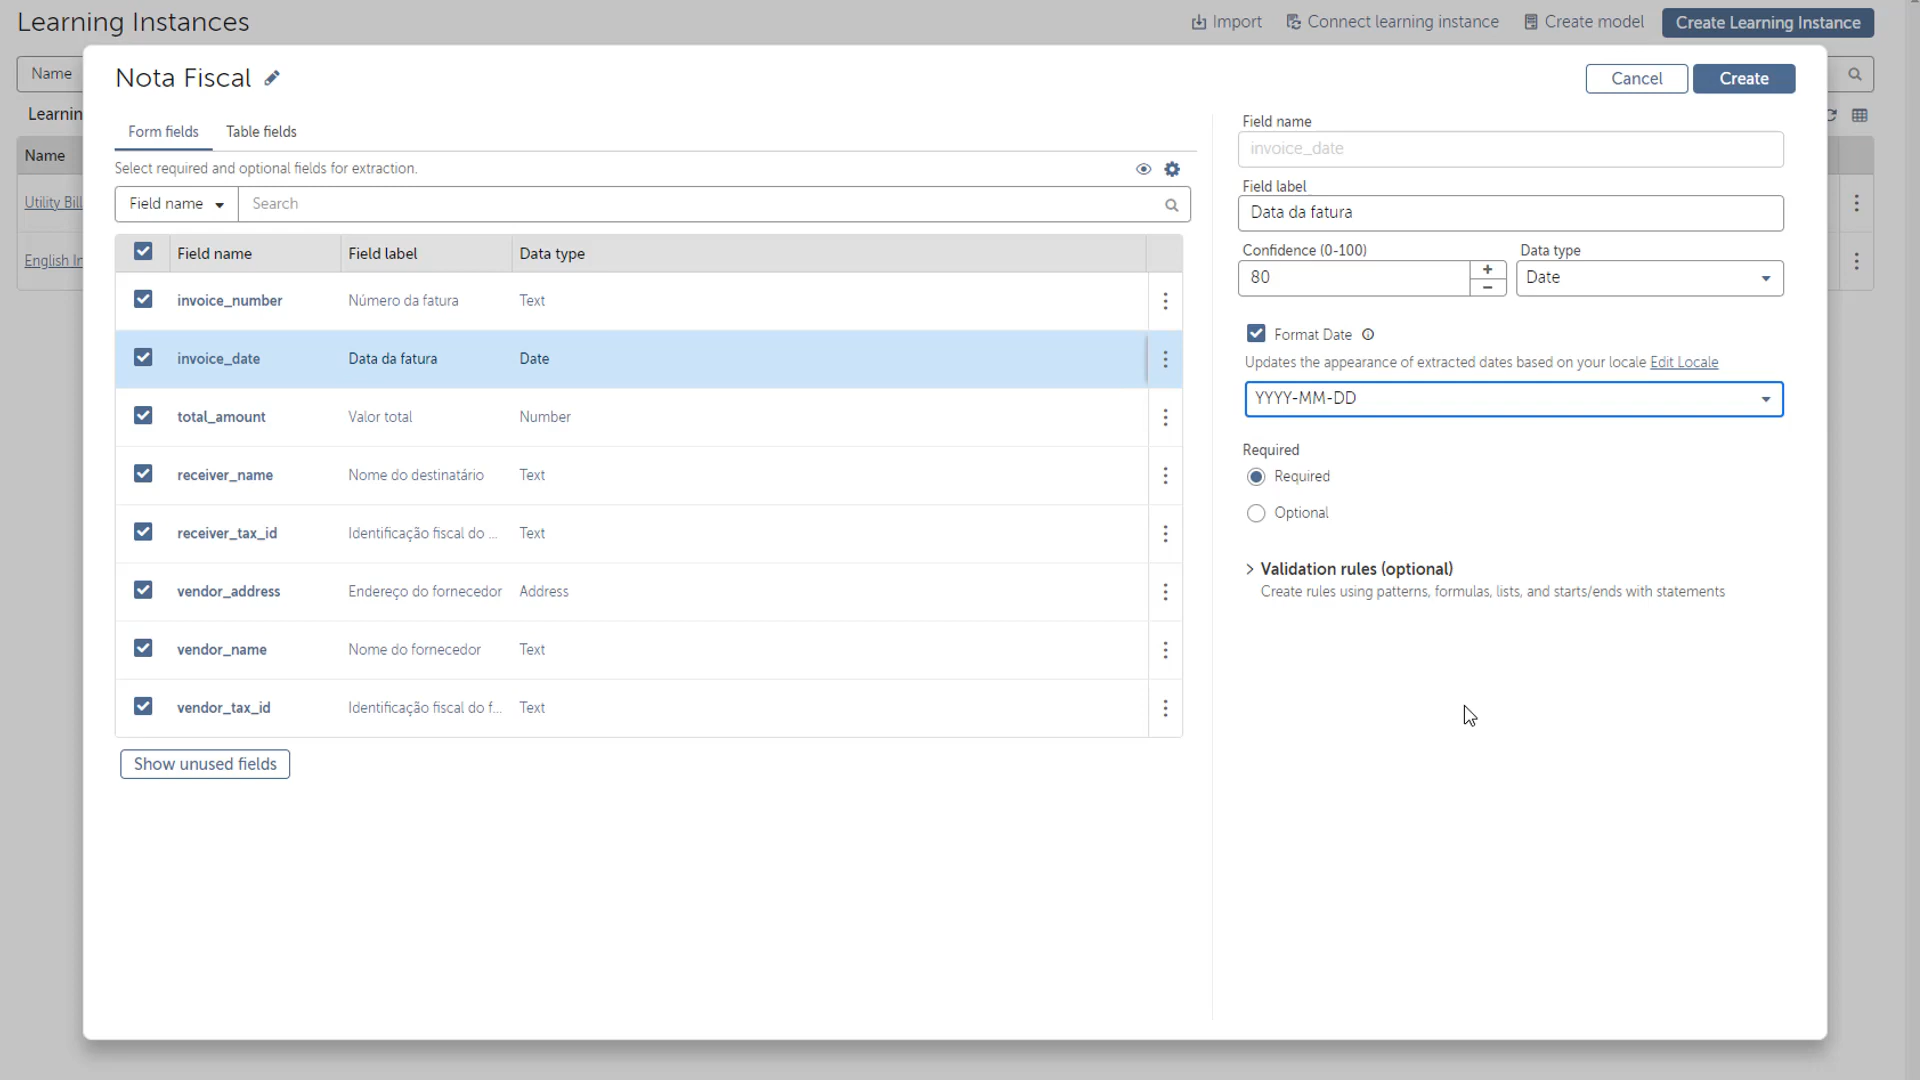 Learning Instances
Import
Connect learning instance
Create model
Create Learning Instance
Name
Learnin
Name
Utility Bill
English In
Nota Fiscal
Cancel
Create
Form fields
Table fields
Select required and optional fields for extraction.
Field name
Search
Field name
Field label
Data type
invoice_number
Número da fatura
Text
invoice_date
Data da fatura
Date
total_amount
Valor total
Number
receiver_name
Nome do destinatário
Text
receiver_tax_id
Identificação fiscal do ...
Text
vendor_address
Endereço do fornecedor
Address
vendor_name
Nome do fornecedor
Text
vendor_tax_id
Identificação fiscal do f...
Text
Show unused fields
Field name
invoice_date
Field label
Data da fatura
Confidence (0-100)
Data type
80
+
−
Date
Format Date
Updates the appearance of extracted dates based on your locale Edit Locale
YYYY-MM-DD
Required
Required
Optional
Validation rules (optional)
Create rules using patterns, formulas, lists, and starts/ends with statements